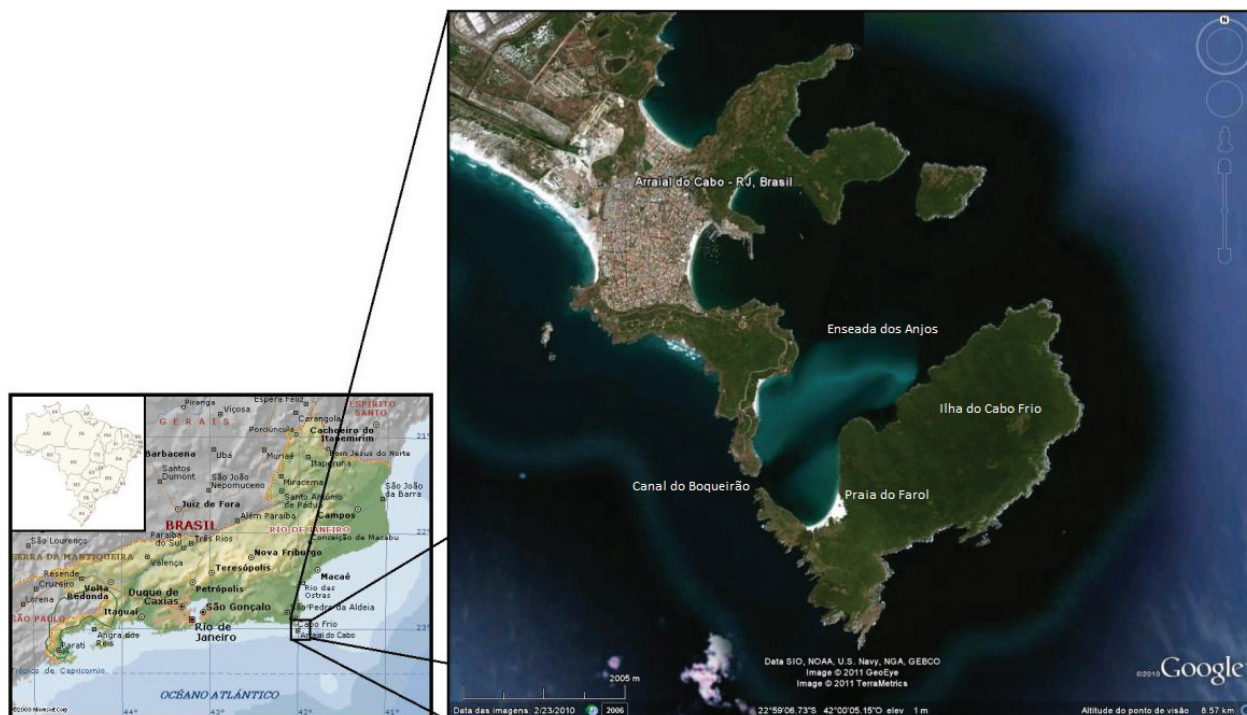 N
Arraial do Cabo - RJ, Brasil
Enseada dos Anjos
Ilha do Cabo Frio
Canal do Boqueirão
Praia do Farol
2005 m
Data SIO, NOAA, U.S. Navy, NGA, GEBCO
Image © 2011 GeoEye
Image © 2011 TerraMetrics
©2010 Google
Data das imagens: 2/23/2010
2006
22°59'06.73"S 42°00'05.15"O elev 1 m
Altitude do ponto de visão 8.57 km
Piranga
Viçosa
Espera Feliz
ESPÍRITO SANTO
GERAIS
Porciúncula
Carangola
Cachoeiro do Itapemirim
21°
Barbacena
Ubá
Muriaé
Bom Jesus do Norte
Itaperuna
Santos Dumont
São João Nepomuceno
Miracema
Santo Antônio de Pádua
São João da Barra
Juiz de Fora
Além Paraíba
Campos
BRASIL
RIO DE JANEIRO
22°
São Lourenço
Paraíba do Sul
Três Rios
Conceição de Macabu
SERRA DA MANTIQUEIRA
Valença
Nova Friburgo
Resende
Teresópolis
Macaé
Cruzeiro
Volta Redonda
Petrópolis
Rio das Ostras
Lorena
Duque de Caxias
São Pedro da Aldeia
Itaguaí
São Gonçalo
SÃO PAULO
Cabo Frio
23°
Rio de Janeiro
Arraial do Cabo
Angra dos Reis
Parati
Trópico de Capricornio
OCÉANO ATLÁNTICO
44°
43°
42°
41°